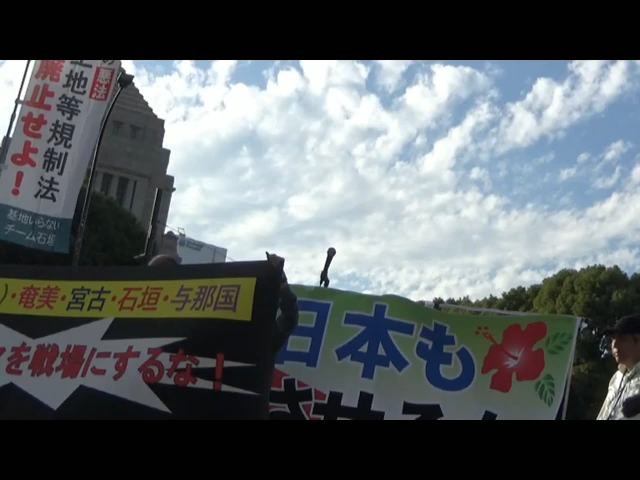 悪法
土地等規制法
廃止せよ！
基地いらない
チーム石垣
・奄美・宮古・石垣・与那国
を戦場にするな！
日本も